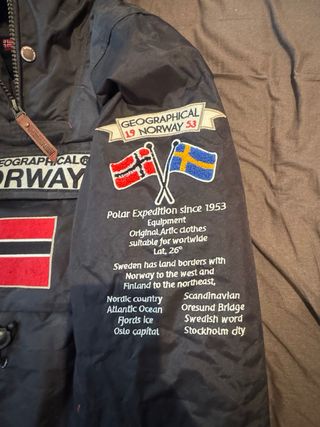 GEOGRAPHICAL
19 NORWAY 53
GEOGRAPHICAL®
ORWAY
Polar Expedition since 1953
Equipment
Original,Artic clothes
suitable for worlwide
Lat, 26°
Sweden has land borders with
Norway to the west and
Finland to the northeast,
Nordic country
Atlantic Ocean
Fjords ice
Oslo capital
Scandinavian
Oresund Bridge
Swedish word
Stockholm city